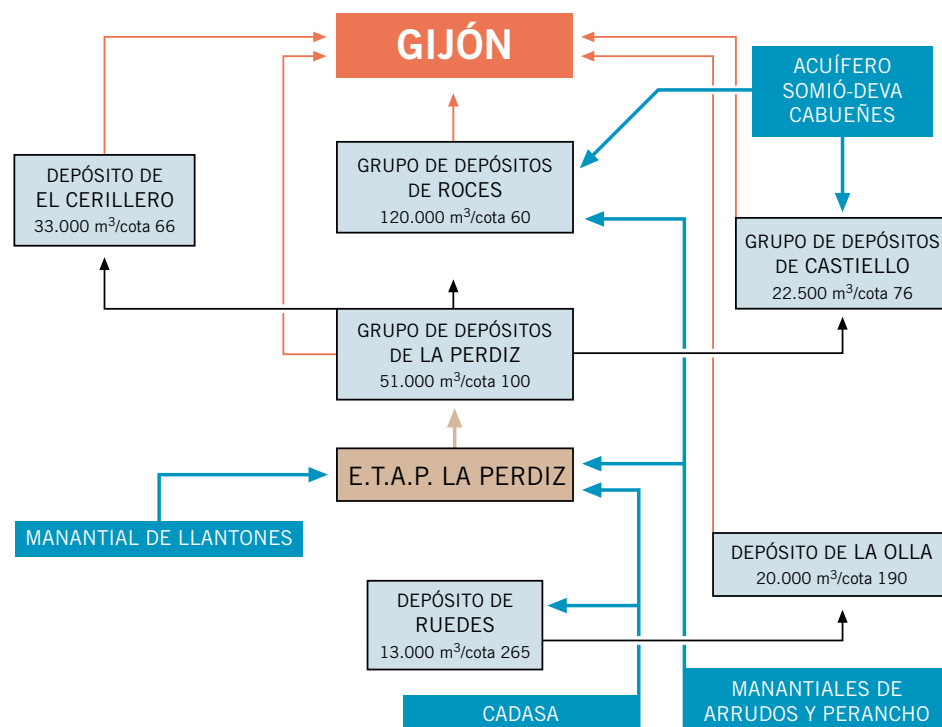 GIJÓN
ACUÍFERO
SOMIÓ-DEVA
CABUEÑES
DEPÓSITO DE
EL CERILLERO
33.000 m³/cota 66
GRUPO DE DEPÓSITOS
DE ROCES
120.000 m³/cota 60
GRUPO DE DEPÓSITOS
DE CASTIELLO
22.500 m³/cota 76
GRUPO DE DEPÓSITOS
DE LA PERDIZ
51.000 m³/cota 100
E.T.A.P. LA PERDIZ
MANANTIAL DE LLANTONES
DEPÓSITO DE LA OLLA
20.000 m³/cota 190
DEPÓSITO DE
RUEDES
13.000 m³/cota 265
CADASA
MANANTIALES DE
ARRUDOS Y PERANCHO